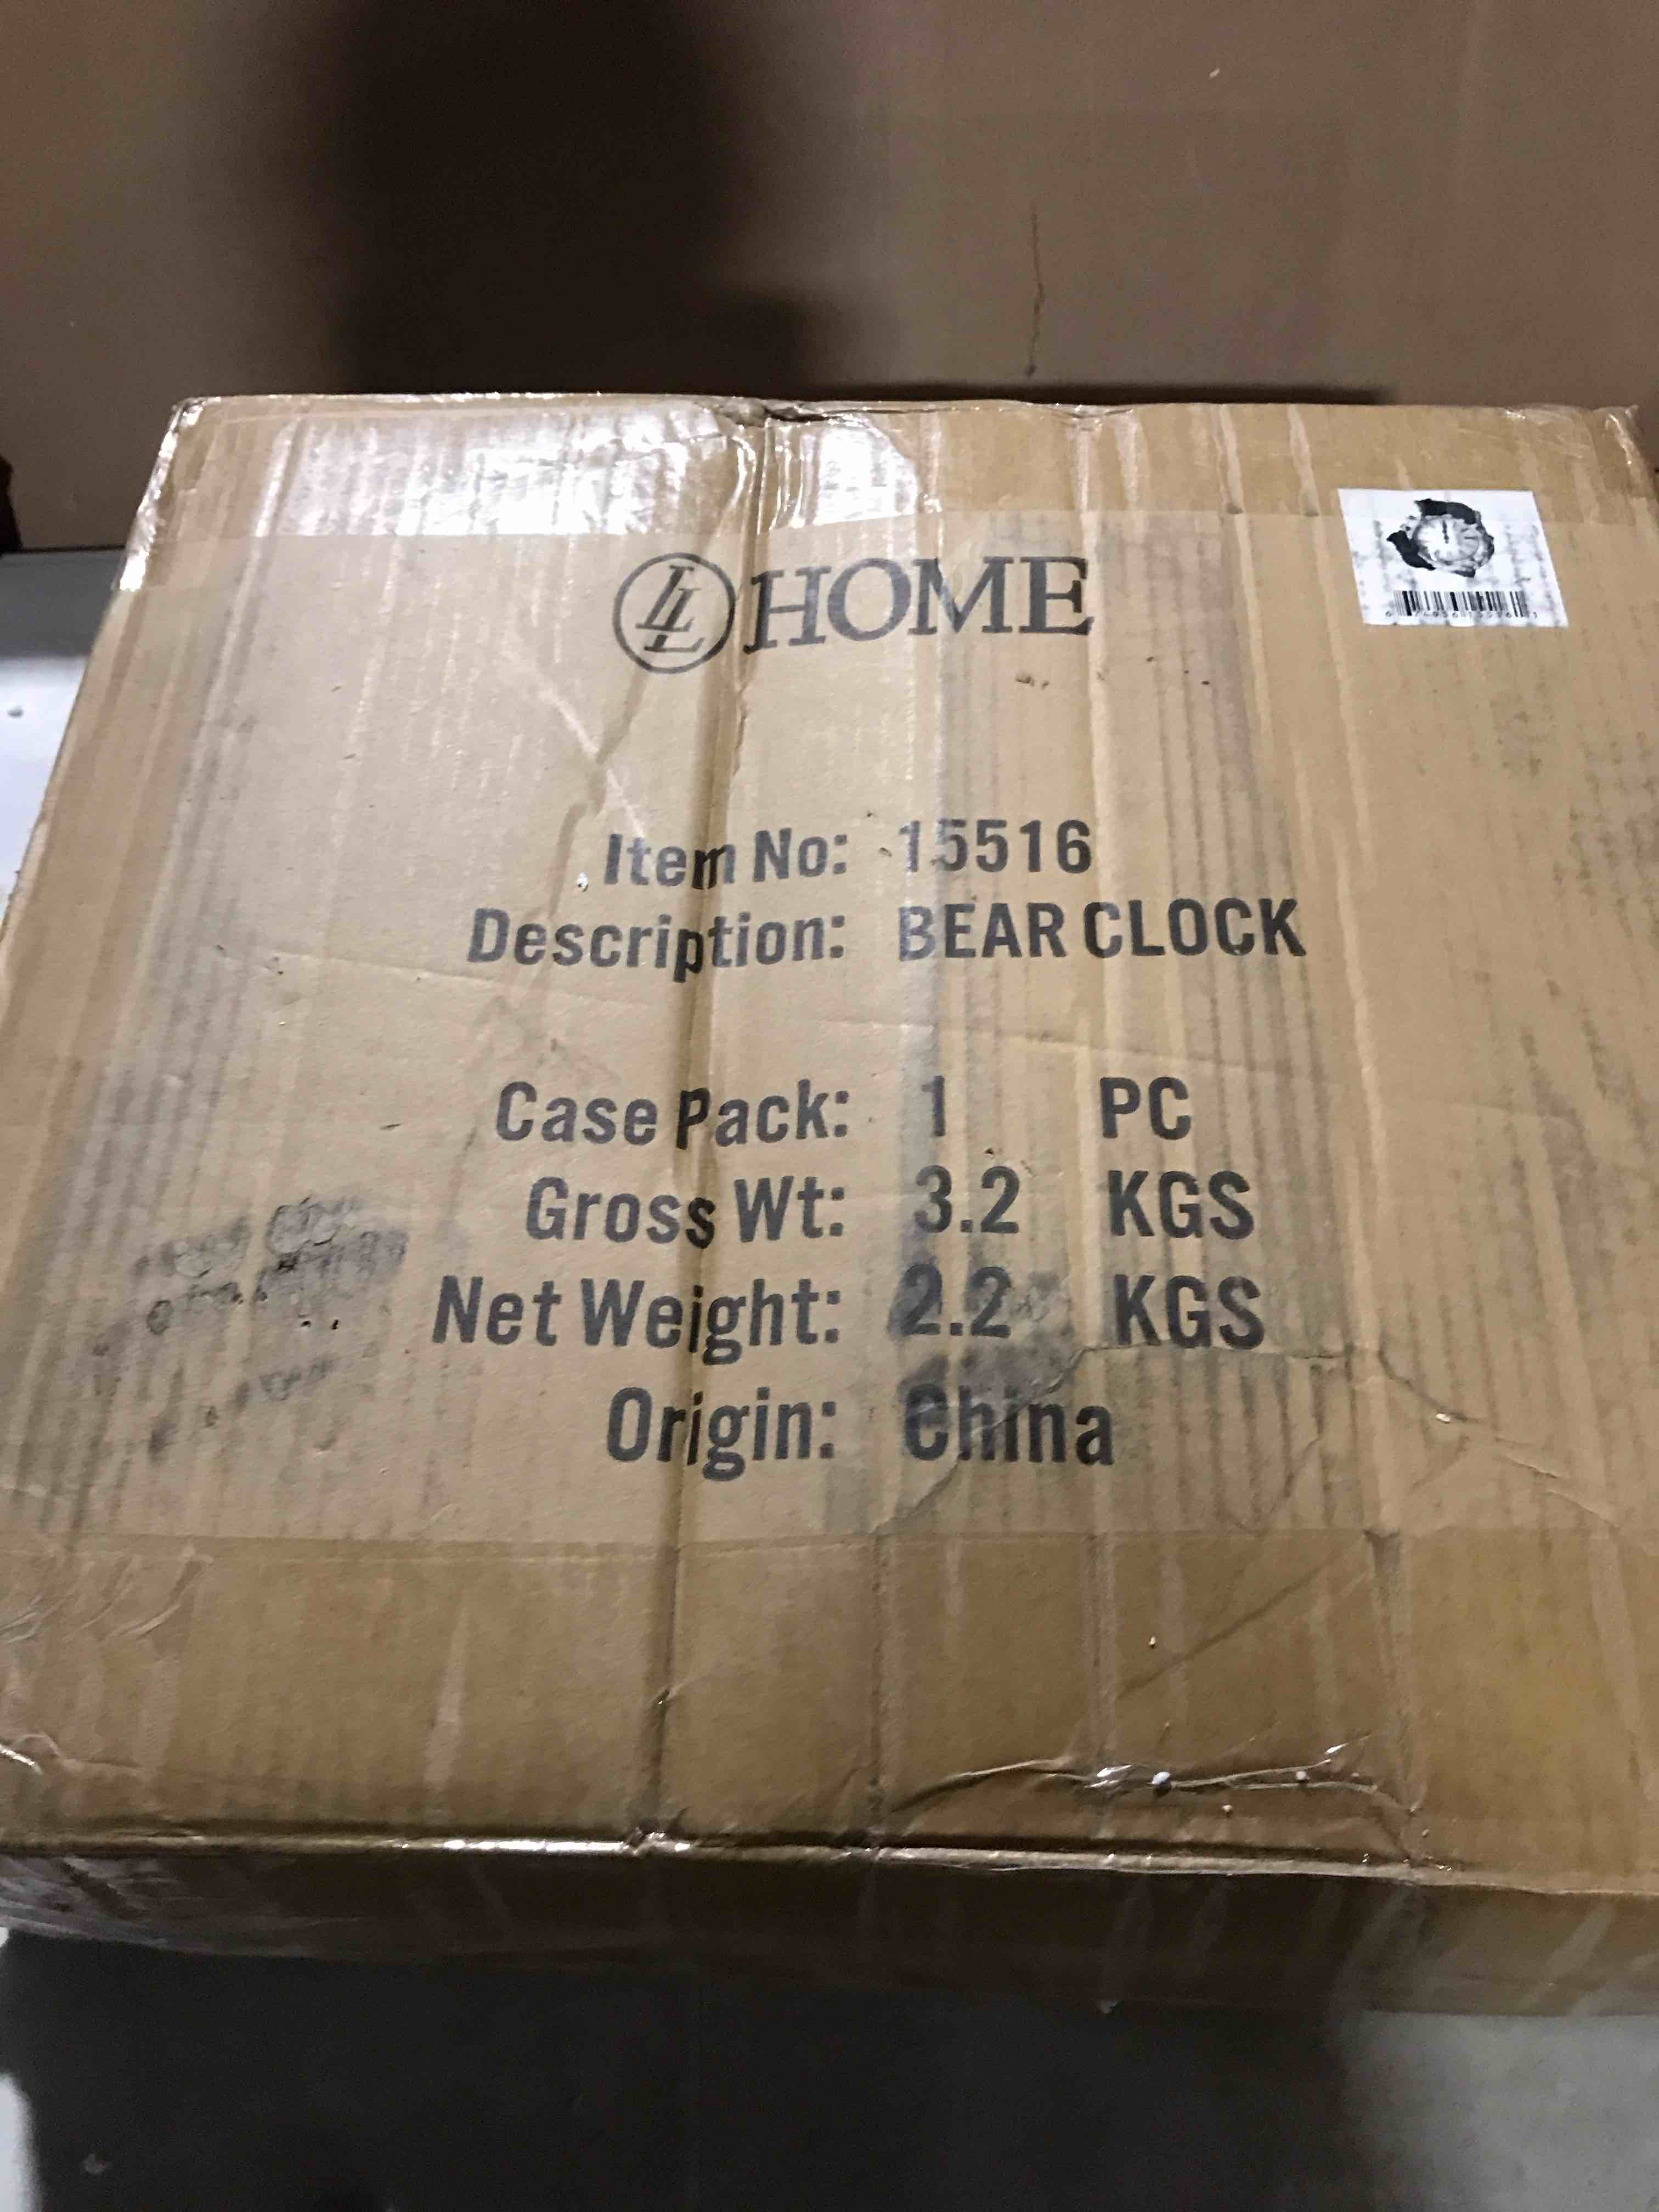 LL HOME
Item No: 15516
Description: BEAR CLOCK
Case Pack: 1 PC
Gross Wt: 3.2 KGS
Net Weight: 2.2 KGS
Origin: China